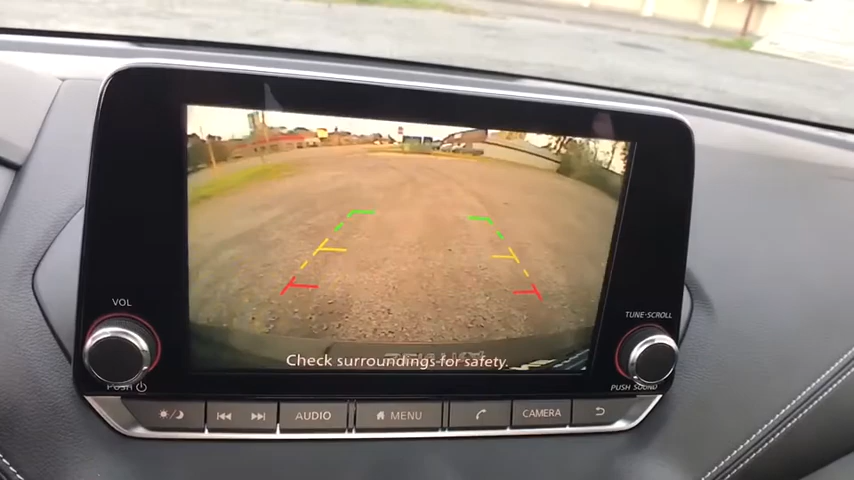 Check surroundings for safety.
VOL
PUSH
TUNE·SCROLL
PUSH SOUND
AUDIO
MENU
CAMERA